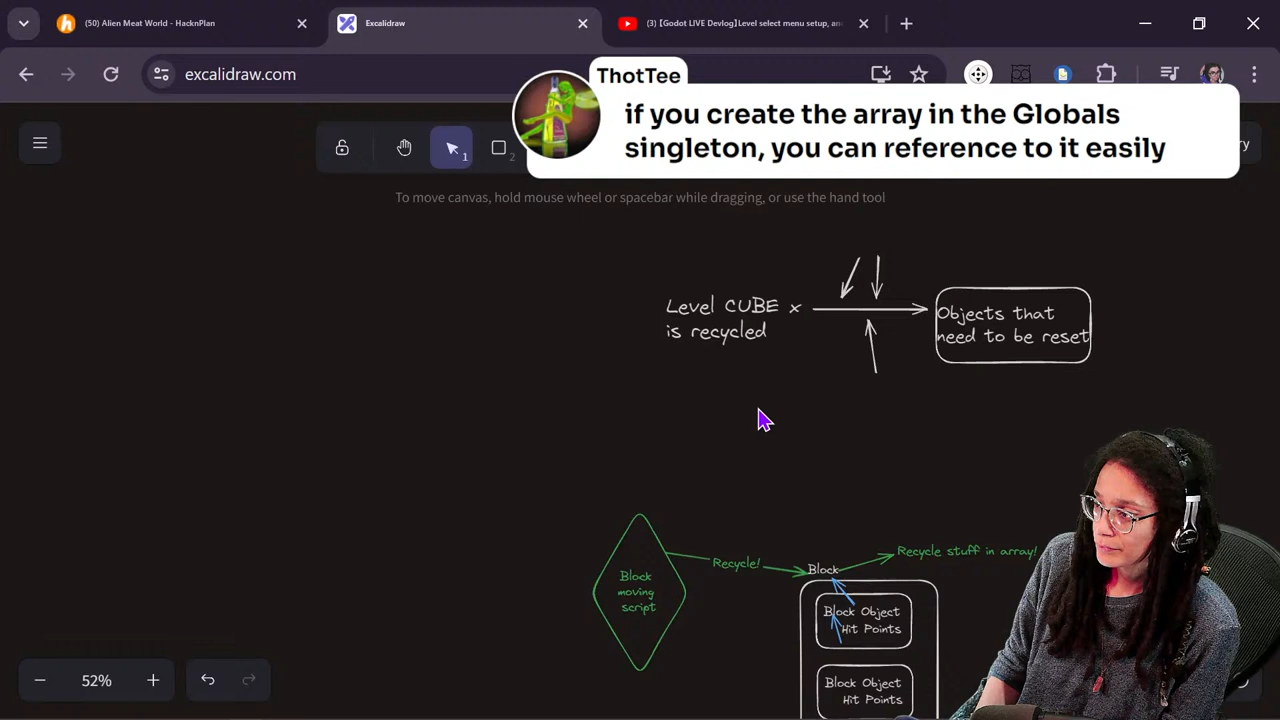 (50) Alien Meat World - HacknPlan
Excalidraw
(3) 【Godot LIVE Devlog】Level select menu setup, an
excalidraw.com
ThotTee
if you create the array in the Globals
singleton, you can reference to it easily
1
2
ry
To move canvas, hold mouse wheel or spacebar while dragging, or use the hand tool
Level CUBE x
is recycled
Objects that
need to be reset
Block
moving
script
Recycle!
Block
Recycle stuff in array!
Block Object
Hit Points
Block Object
Hit Points
52%